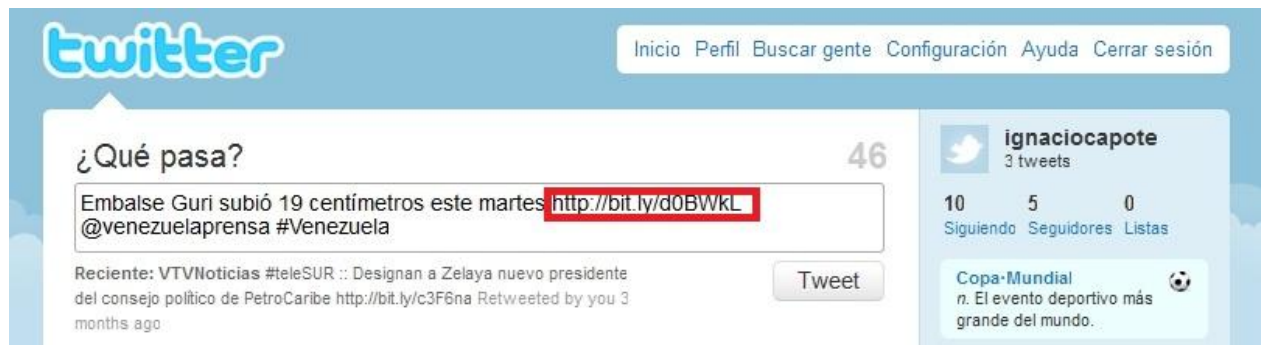 twitter
Inicio Perfil Buscar gente Configuración Ayuda Cerrar sesión
¿Qué pasa?
46
Embalse Guri subió 19 centímetros este martes http://bit.ly/d0BWkL
@venezuelaprensa #Venezuela
Reciente: VTVNoticias #teleSUR :: Designan a Zelaya nuevo presidente
del consejo político de PetroCaribe http://bit.ly/c3F6na Retweeted by you 3
months ago
Tweet
ignaciocapote
3 tweets
10 5 0
Siguiendo Seguidores Listas
Copa·Mundial
n. El evento deportivo más
grande del mundo.